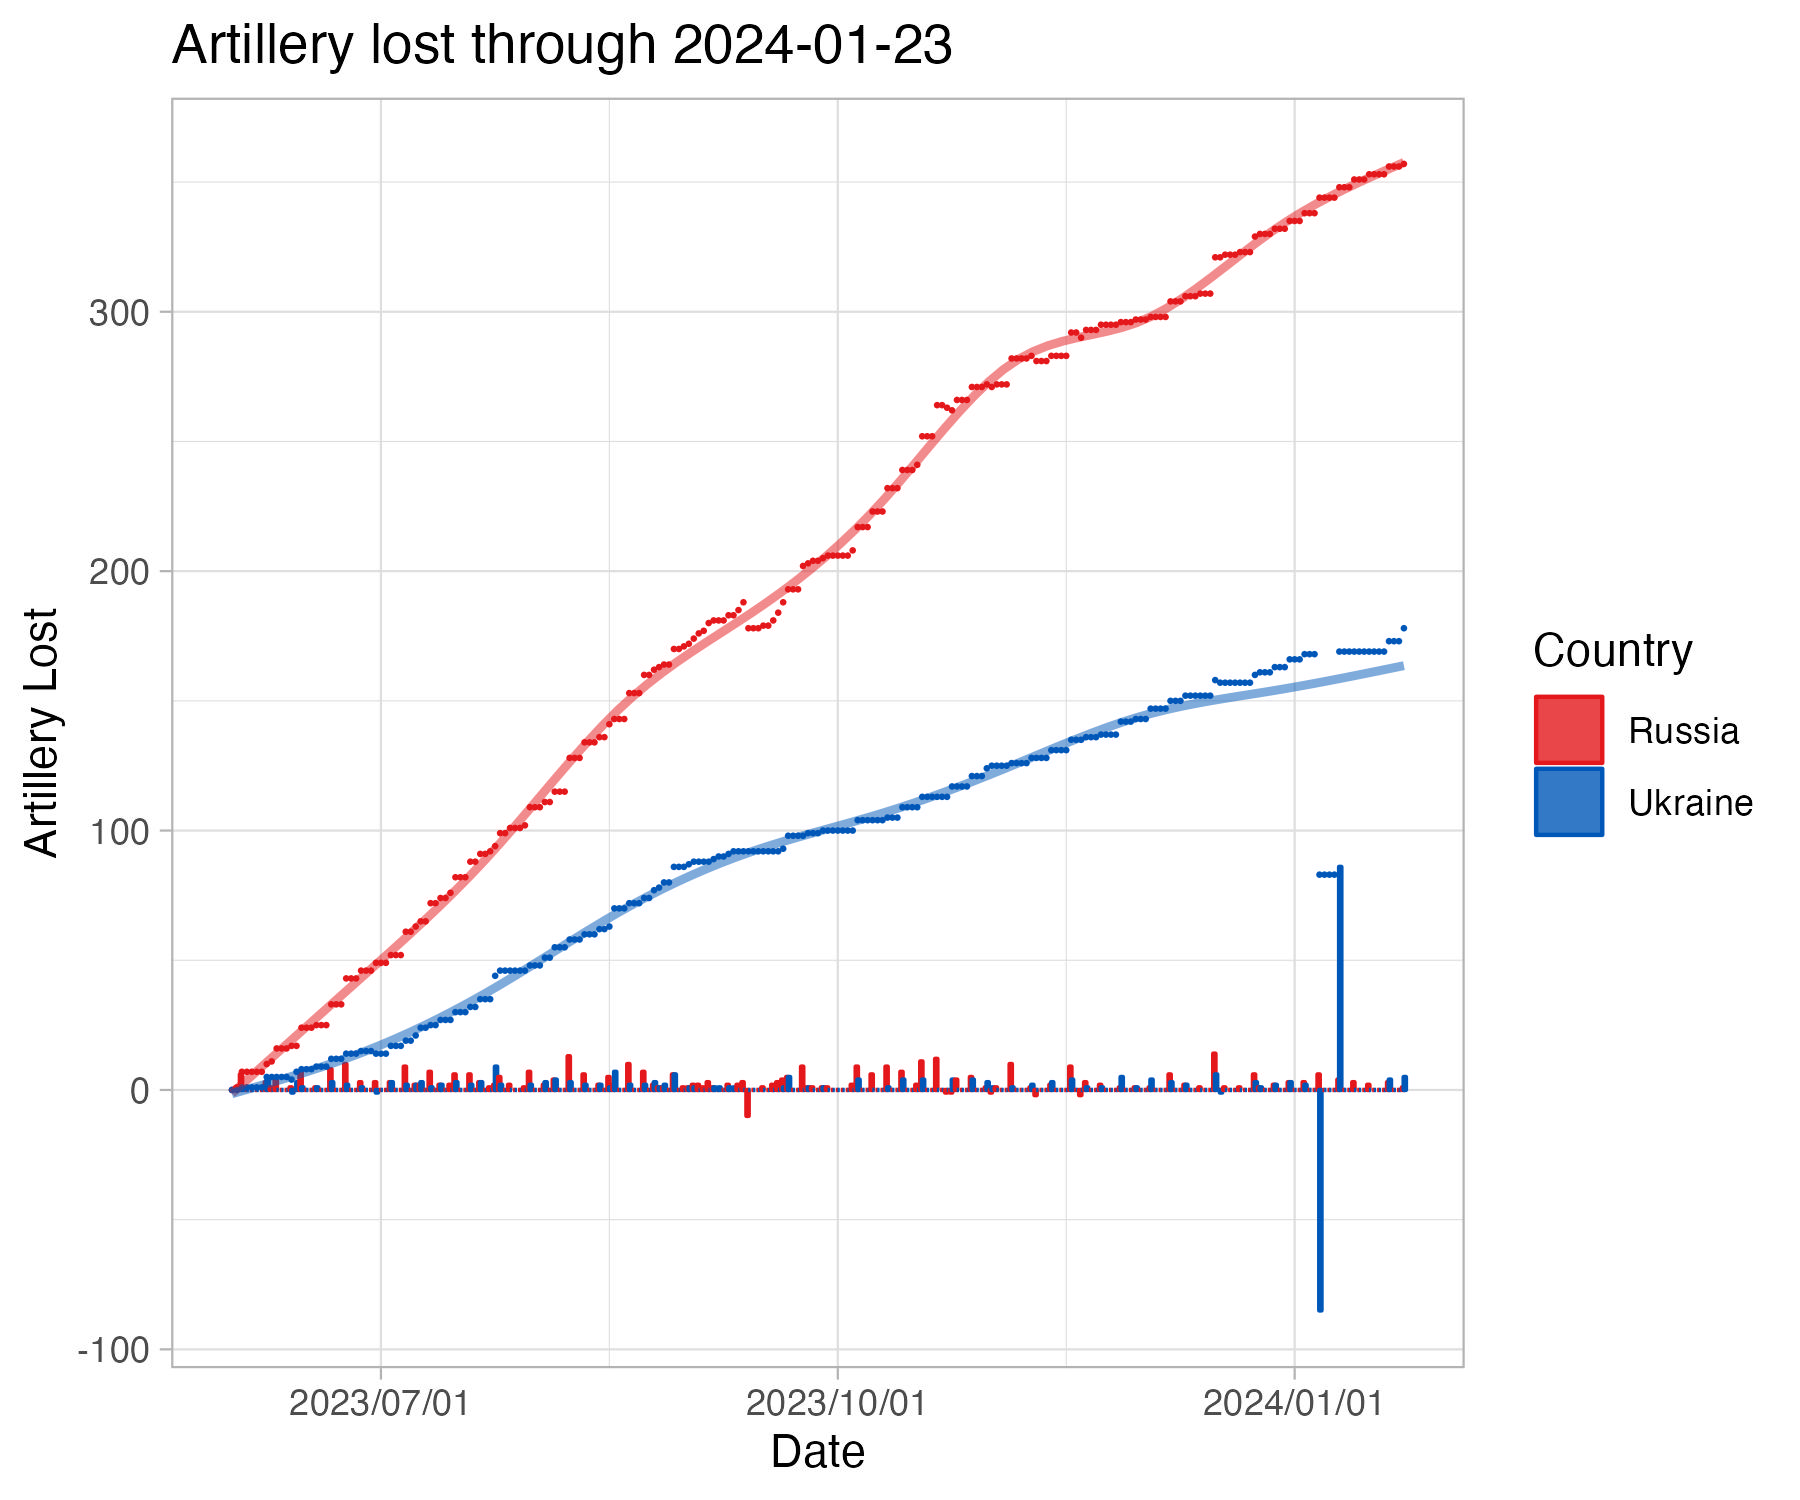 Artillery lost through 2024-01-23
Artillery Lost
300
200
100
0
-100
2023/07/01
2023/10/01
2024/01/01
Date
Country
Russia
Ukraine